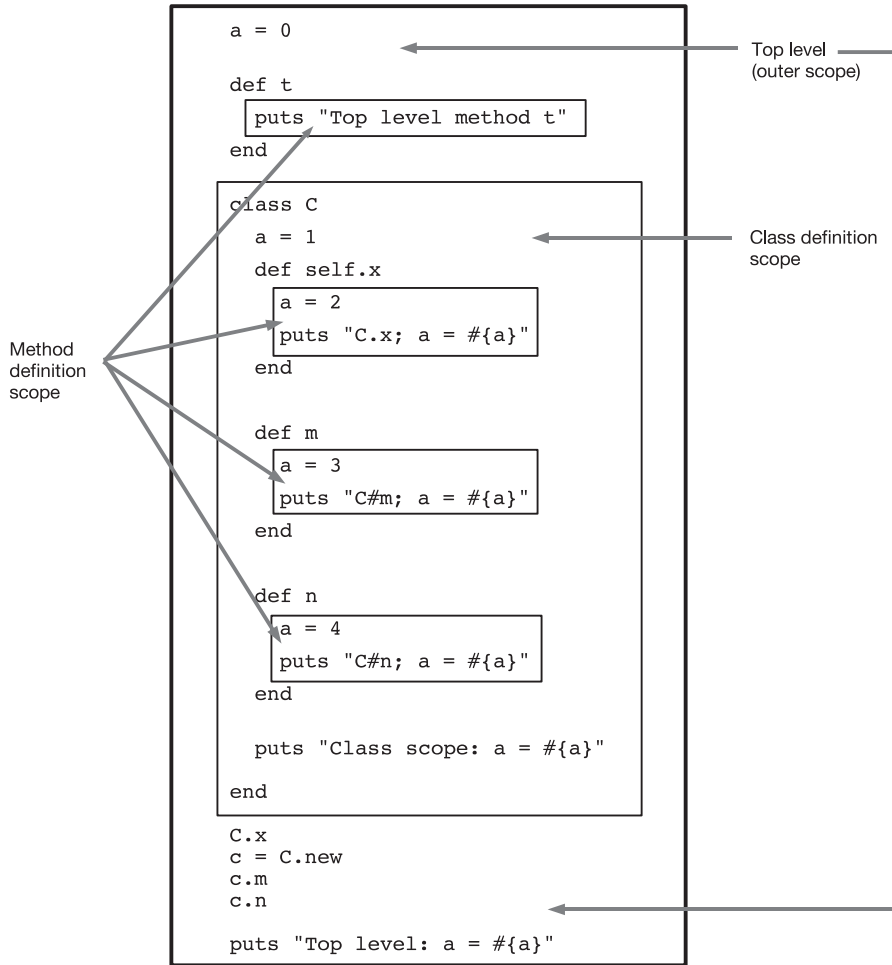 a = 0
Top level
(outer scope)
def t
puts "Top level method t"
end
class C
a = 1
Class definition
scope
def self.x
a = 2
puts "C.x; a = #{a}"
end
Method
definition
scope
def m
a = 3
puts "C#m; a = #{a}"
end
def n
a = 4
puts "C#n; a = #{a}"
end
puts "Class scope: a = #{a}"
end
C.x
c = C.new
c.m
c.n
puts "Top level: a = #{a}"